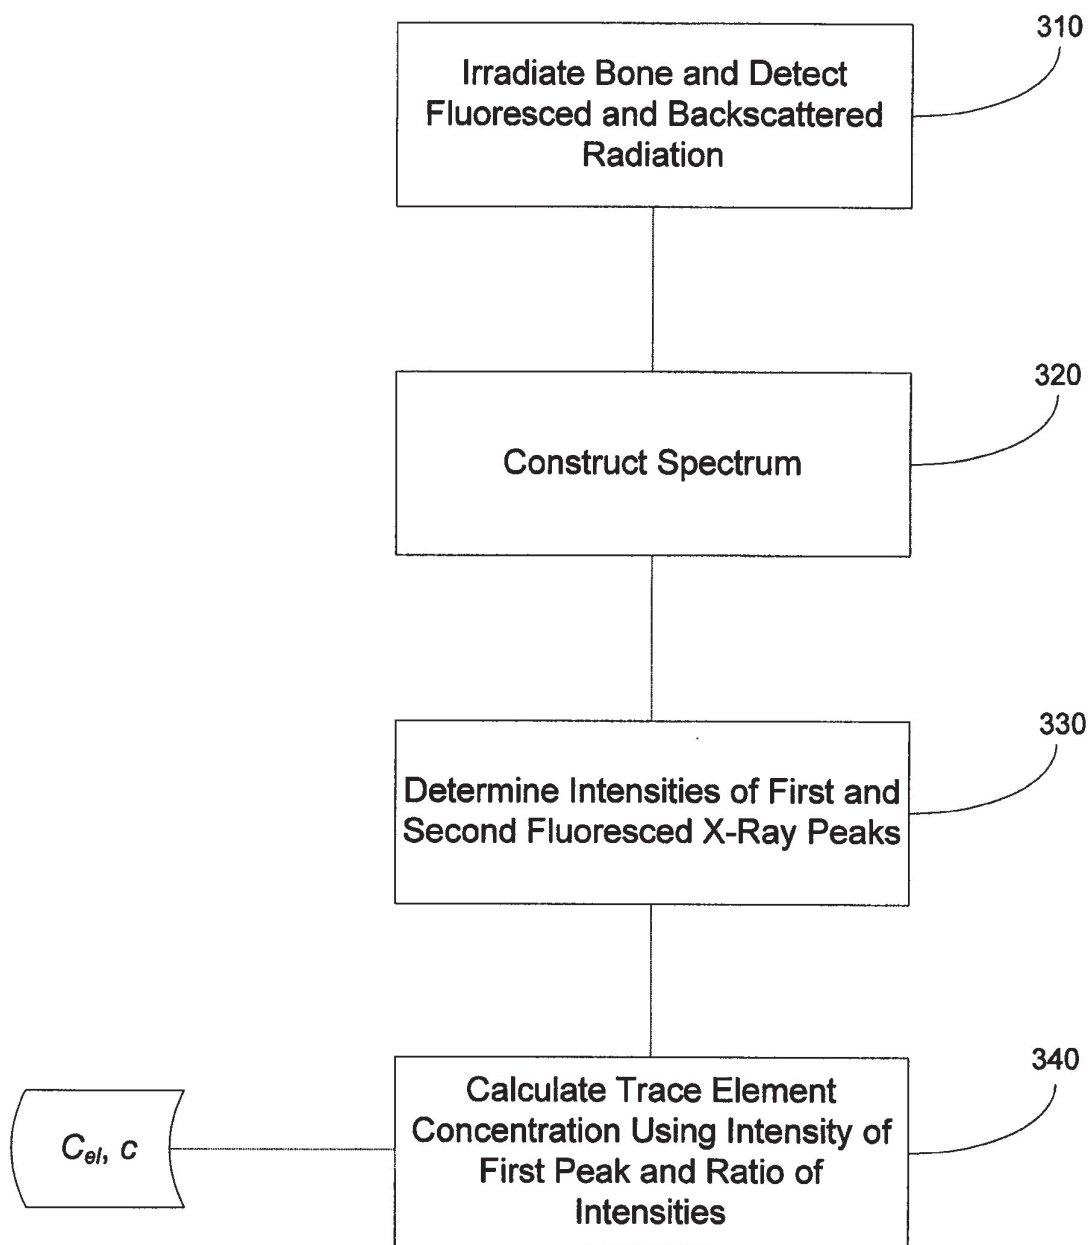 310
Irradiate Bone and Detect
Fluoresced and Backscattered
Radiation
320
Construct Spectrum
330
Determine Intensities of First and
Second Fluoresced X-Ray Peaks
340
Calculate Trace Element
Concentration Using Intensity of
First Peak and Ratio of
Intensities
Cel, c